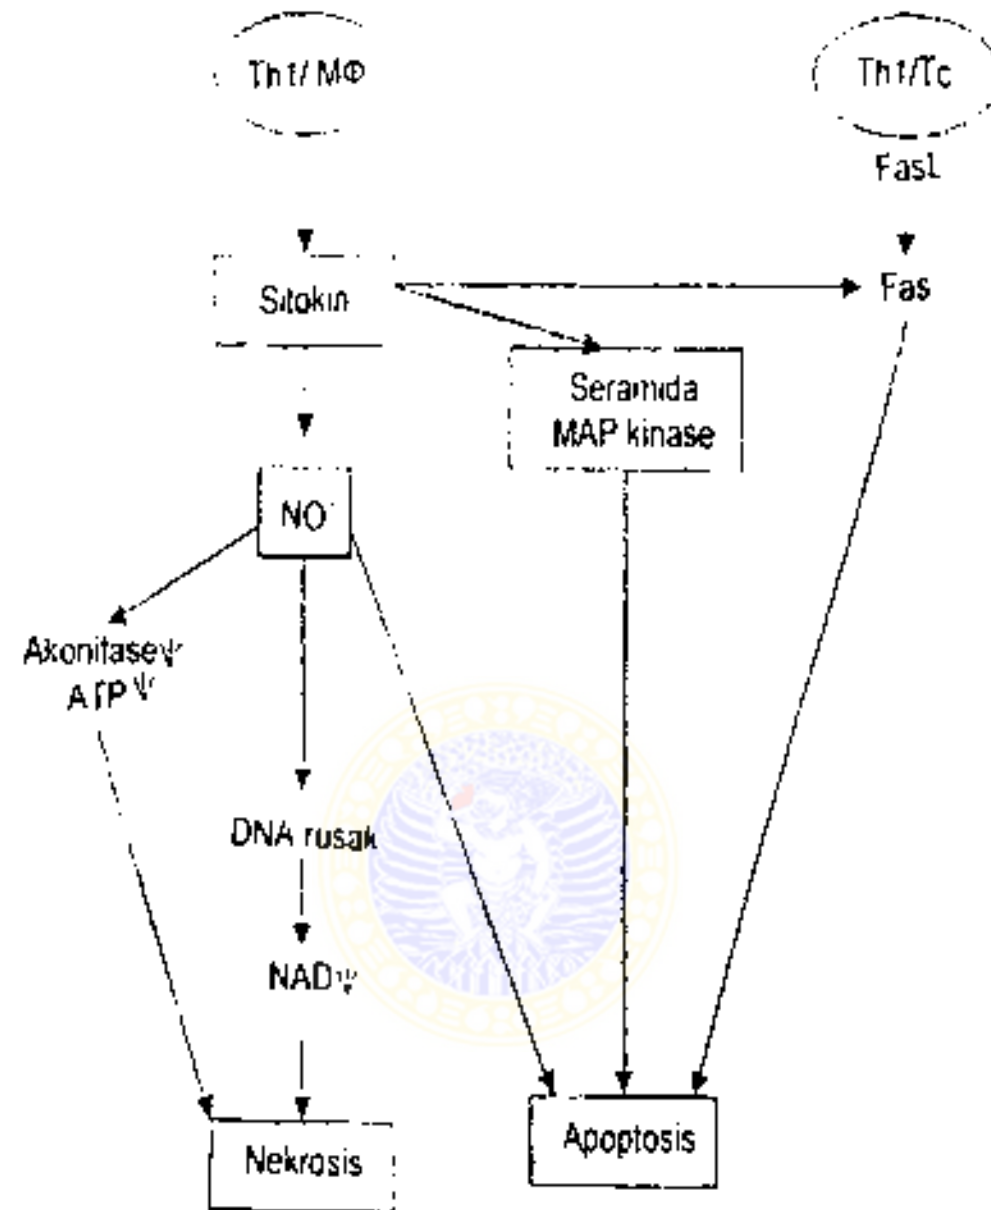 Th1/ MΦ
Th1/Tc
FasL
Sitokin
Fas
Seramida
MAP kinase
NO
Akonitase ψ
ATP ψ
DNA rusak
NAD ψ
Nekrosis
Apoptosis